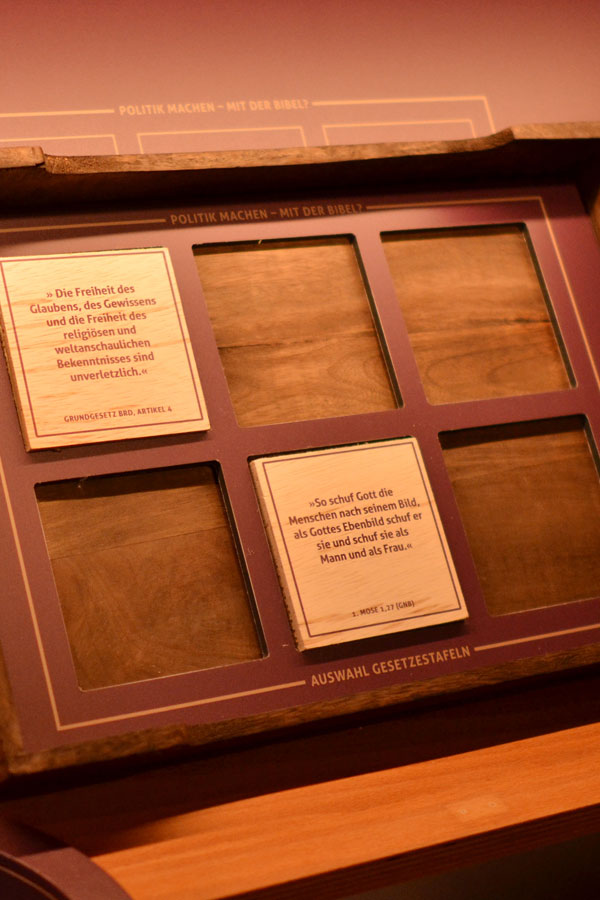 POLITIK MACHEN – MIT DER BIBEL?
POLITIK MACHEN – MIT DER BIBEL?
» Die Freiheit des
Glaubens, des Gewissens
und die Freiheit des
religiösen und
weltanschaulichen
Bekenntnisses sind
unverletzlich.«
GRUNDGESETZ BRD, ARTIKEL 4
»So schuf Gott die
Menschen nach seinem Bild,
als Gottes Ebenbild schuf er
sie und schuf sie als
Mann und als Frau.«
1. MOSE 1,27 (GNB)
AUSWAHL GESETZESTAFELN